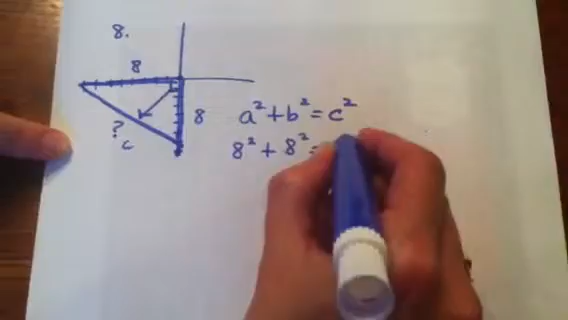 8.
8
8
?
c
a² + b² = c²
8² + 8² =